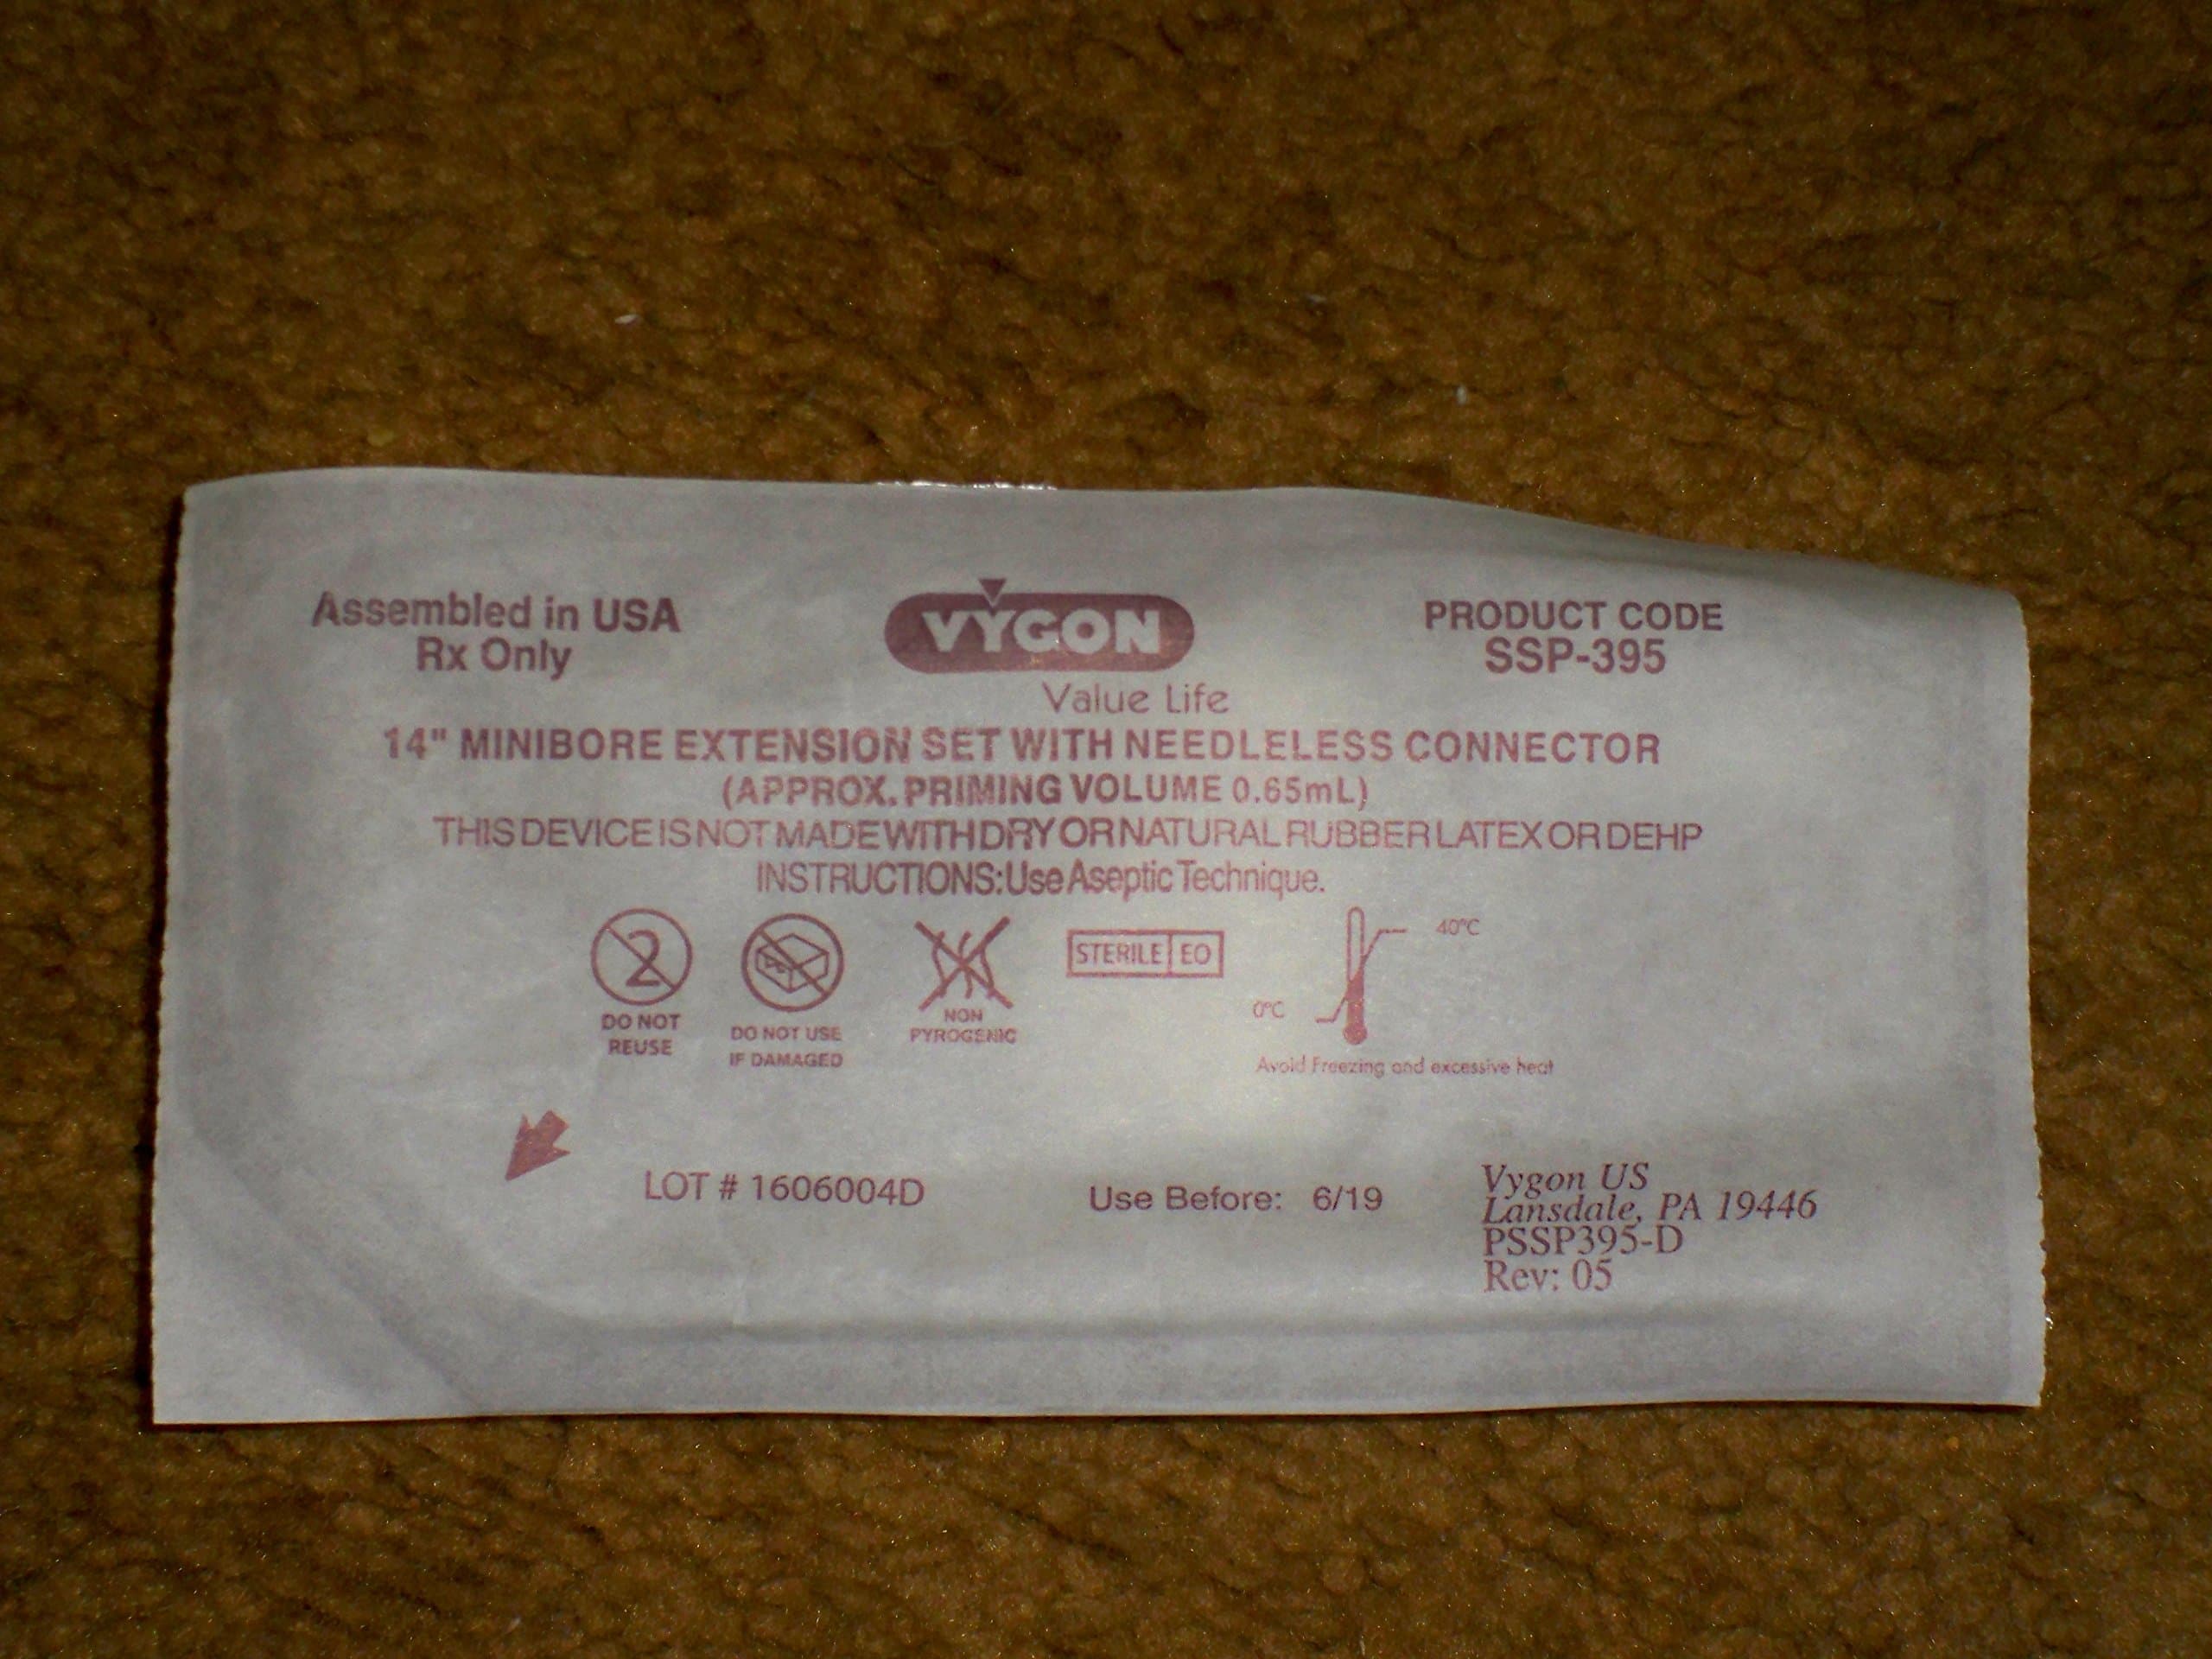 Assembled in USA
Rx Only
VYGON
Value Life
PRODUCT CODE
SSP-395
14" MINIBORE EXTENSION SET WITH NEEDLELESS CONNECTOR
(APPROX. PRIMING VOLUME 0.65mL)
THIS DEVICE IS NOT MADE WITH DRY OR NATURAL RUBBER LATEX OR DEHP
INSTRUCTIONS: Use Aseptic Technique.
2
DO NOT
REUSE
DO NOT USE
IF DAMAGED
NON
PYROGENIC
STERILE EO
40°C
0°C
Avoid Freezing and excessive heat
LOT # 1606004D
Use Before: 6/19
Vygon US
Lansdale, PA 19446
PSSP395-D
Rev: 05